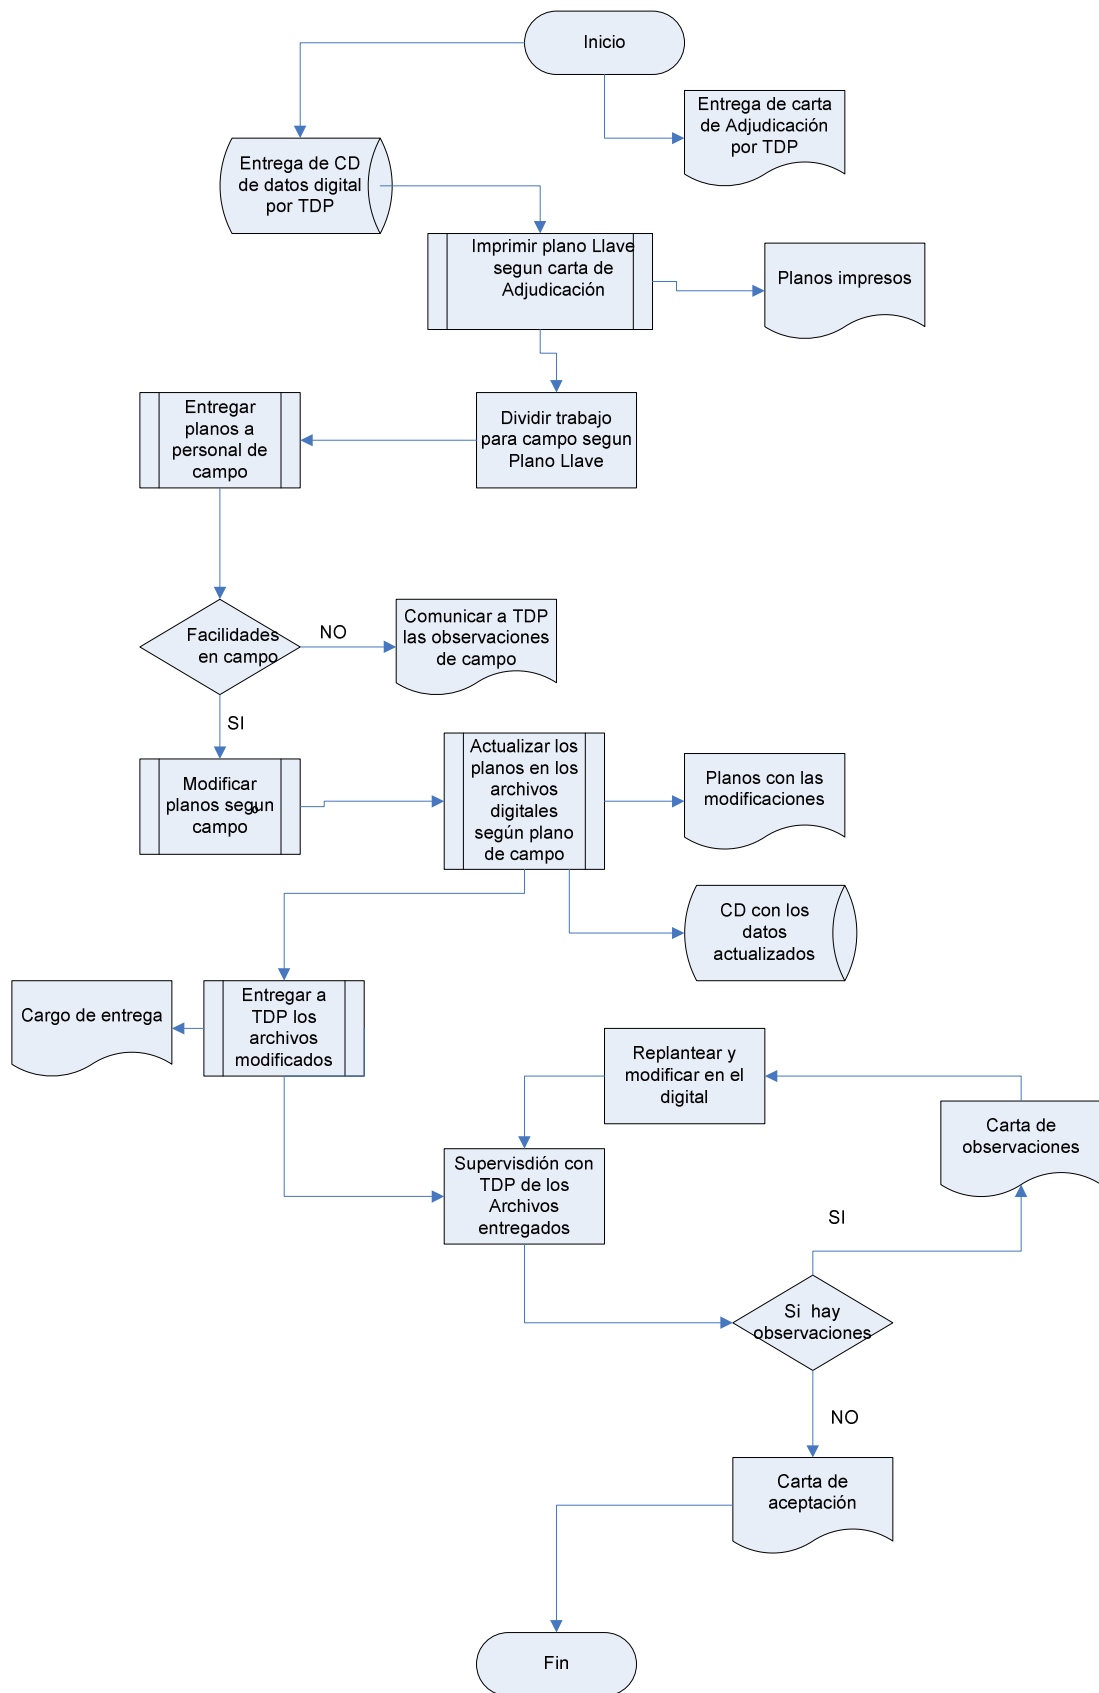 Inicio
Entrega de carta
de Adjudicación
por TDP
Entrega de CD
de datos digital
por TDP
Imprimir plano Llave
segun carta de
Adjudicación
Planos impresos
Entregar
planos a
personal de
campo
Dividir trabajo
para campo segun
Plano Llave
Facilidades
en campo
NO
Comunicar a TDP
las observaciones
de campo
SI
Modificar
planos segun
campo
Actualizar los
planos en los
archivos
digitales
según plano
de campo
Planos con las
modificaciones
CD con los
datos
actualizados
Cargo de entrega
Entregar a
TDP los
archivos
modificados
Replantear y
modificar en el
digital
Carta de
observaciones
Supervisdión con
TDP de los
Archivos
entregados
SI
Si hay
observaciones
NO
Carta de
aceptación
Fin